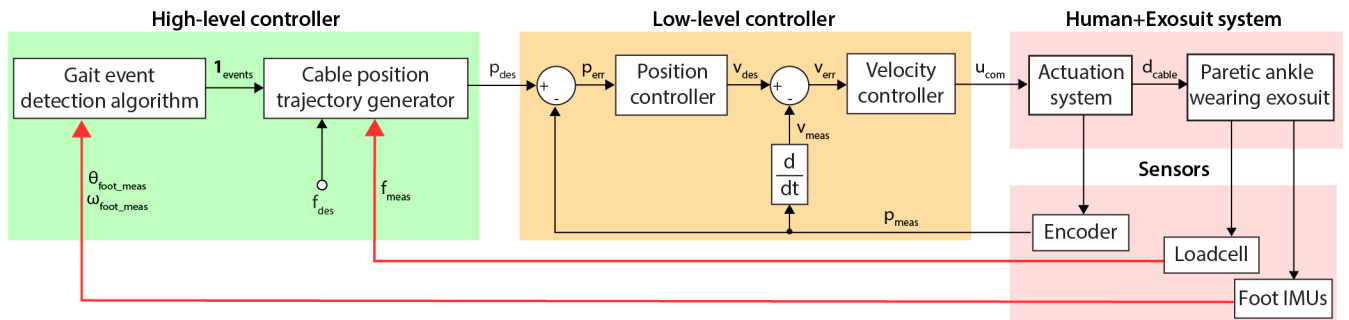 High-level controller
Low-level controller
Human+Exosuit system
Gait event
detection algorithm
1events
Cable position
trajectory generator
pdes
+
-
perr
Position
controller
vdes
+
-
verr
Velocity
controller
ucom
Actuation
system
dcable
Paretic ankle
wearing exosuit
vmeas
d
dt
Sensors
θfoot_meas
ωfoot_meas
fdes
fmeas
pmeas
Encoder
Loadcell
Foot IMUs